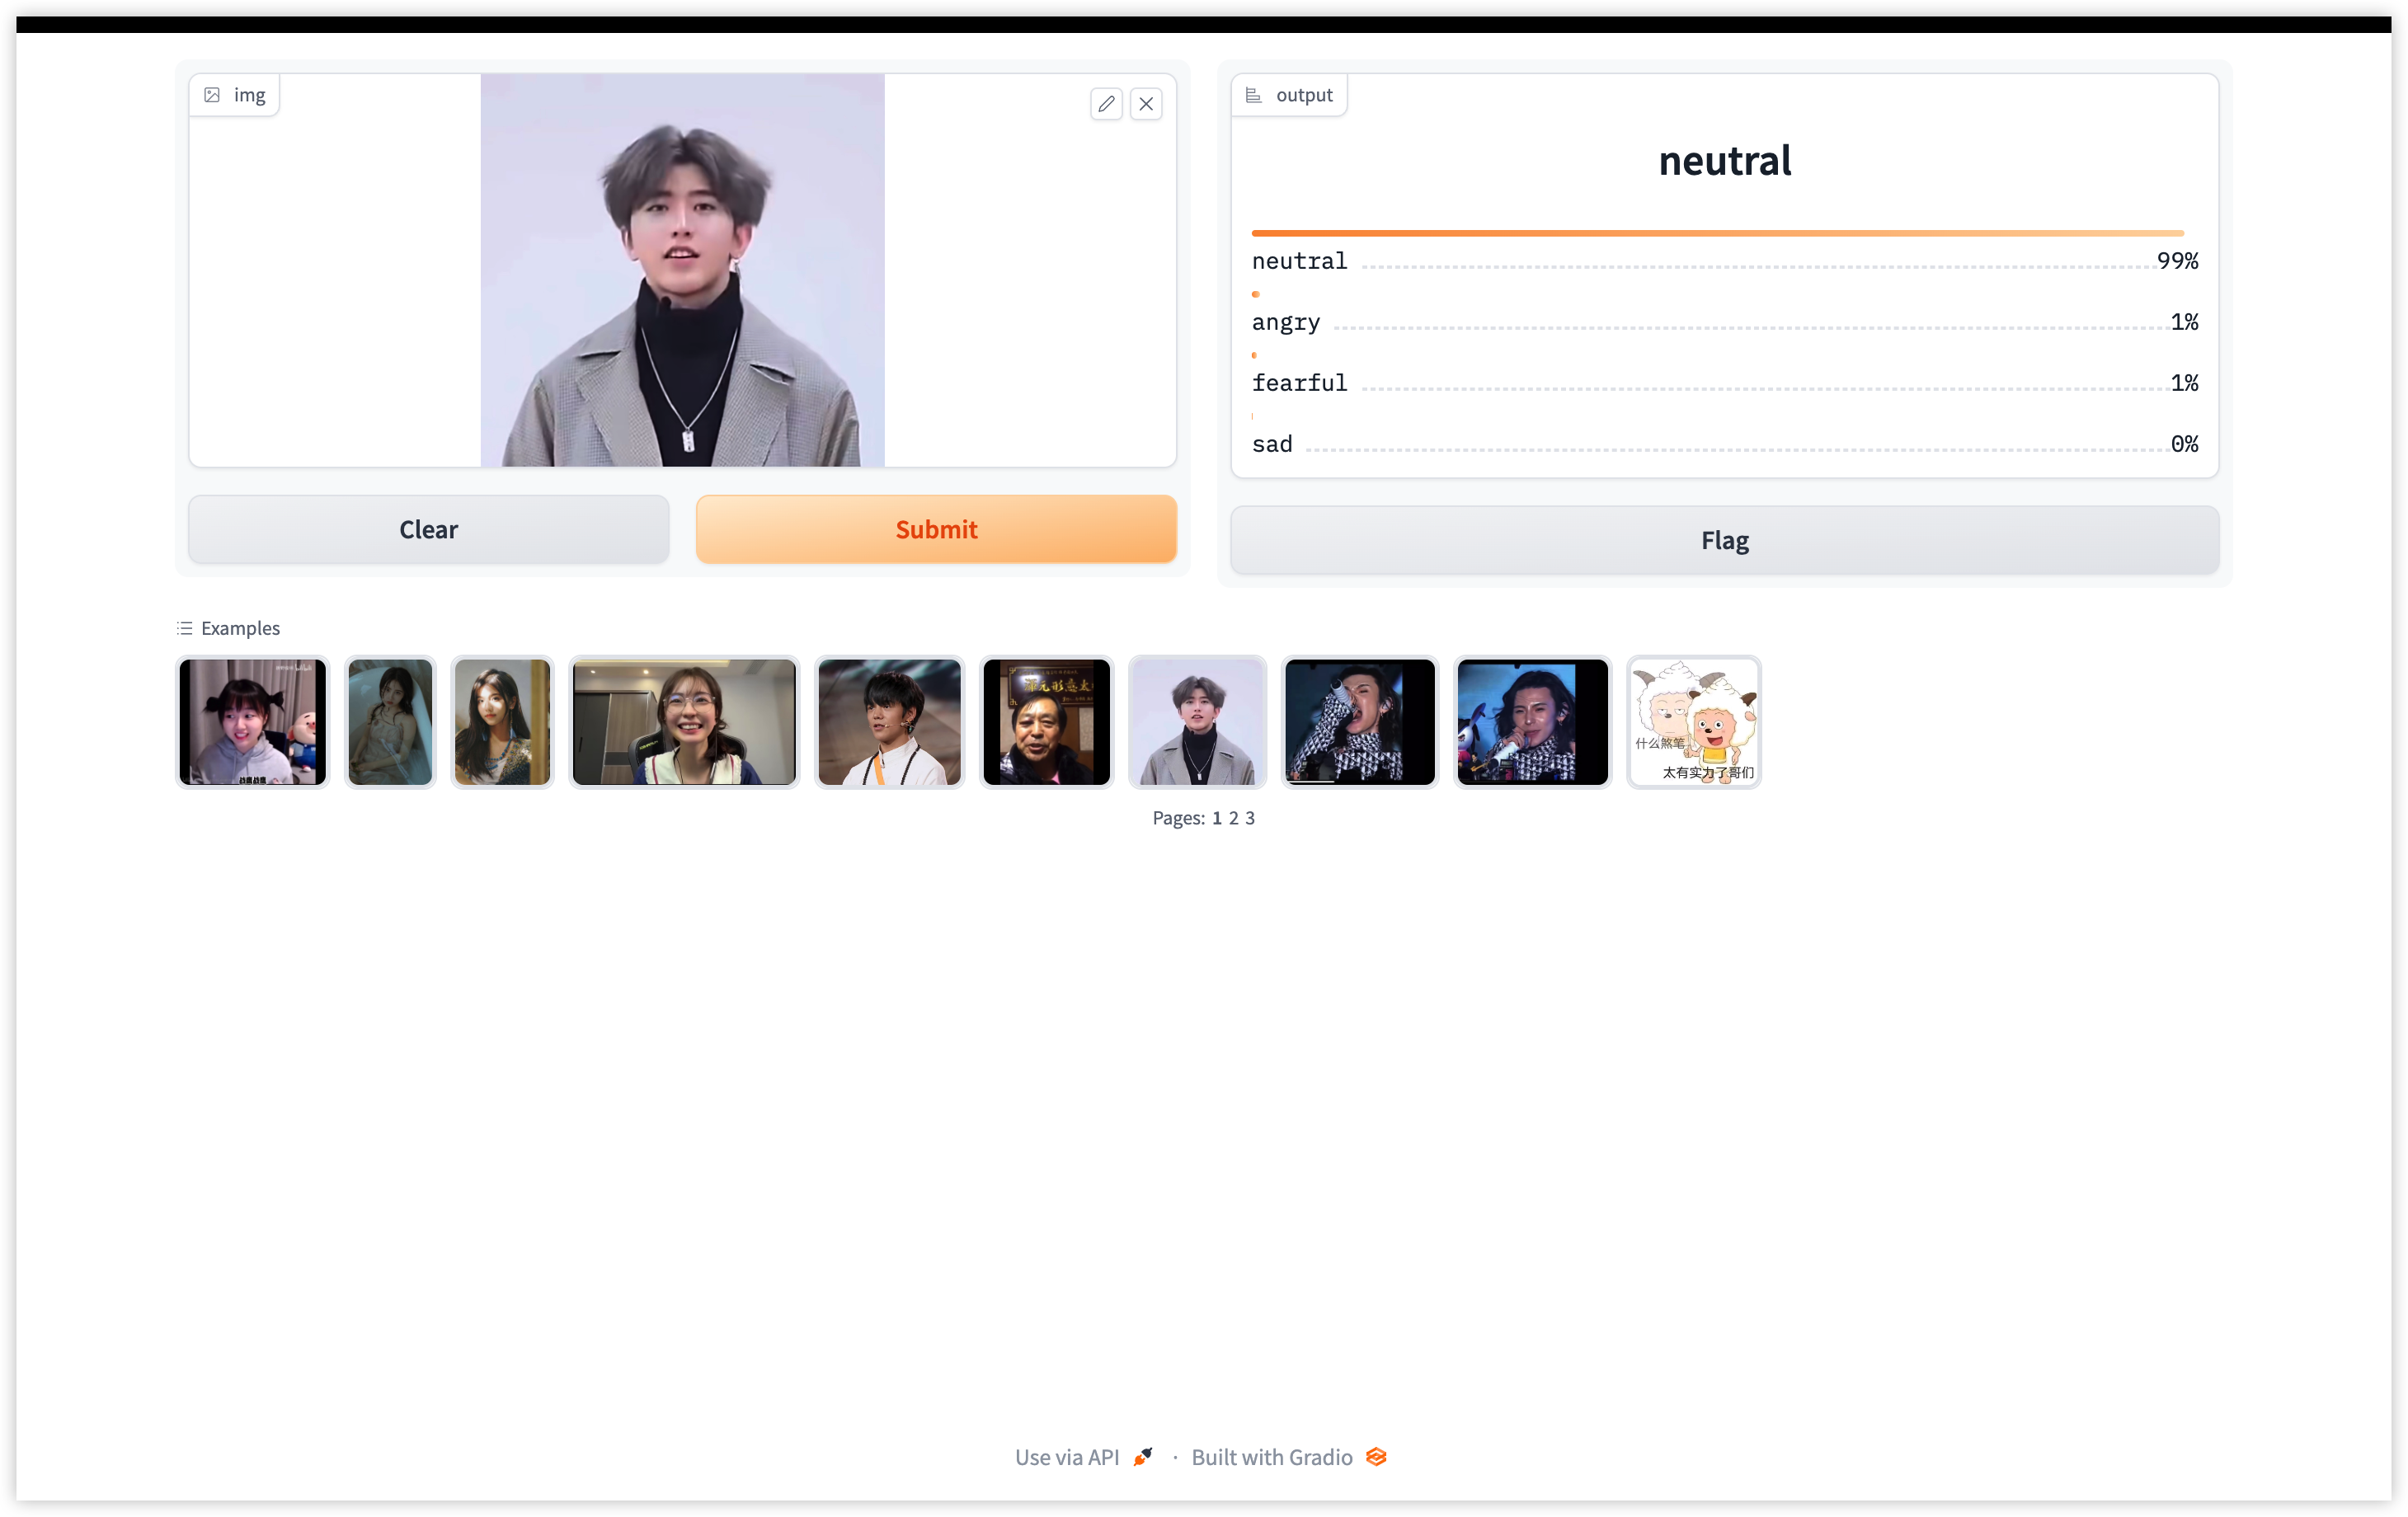 img
output
neutral
neutral 99%
angry 1%
fearful 1%
sad 0%
Clear
Submit
Flag
Examples
什么煞笔
太有实力了哥们
Pages: 1 2 3
Use via API · Built with Gradio